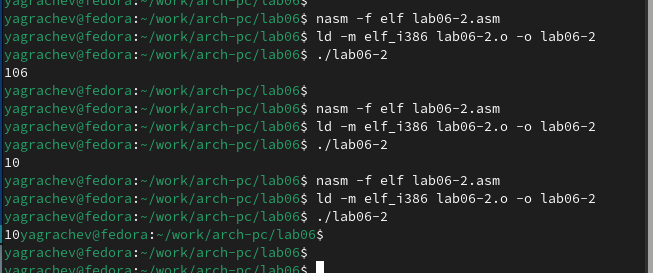 yagrachev@fedora:~/work/arch-pc/lab06$
yagrachev@fedora:~/work/arch-pc/lab06$ nasm -f elf lab06-2.asm
yagrachev@fedora:~/work/arch-pc/lab06$ ld -m elf_i386 lab06-2.o -o lab06-2
yagrachev@fedora:~/work/arch-pc/lab06$ ./lab06-2
106
yagrachev@fedora:~/work/arch-pc/lab06$
yagrachev@fedora:~/work/arch-pc/lab06$ nasm -f elf lab06-2.asm
yagrachev@fedora:~/work/arch-pc/lab06$ ld -m elf_i386 lab06-2.o -o lab06-2
yagrachev@fedora:~/work/arch-pc/lab06$ ./lab06-2
10
yagrachev@fedora:~/work/arch-pc/lab06$ nasm -f elf lab06-2.asm
yagrachev@fedora:~/work/arch-pc/lab06$ ld -m elf_i386 lab06-2.o -o lab06-2
yagrachev@fedora:~/work/arch-pc/lab06$ ./lab06-2
10yagrachev@fedora:~/work/arch-pc/lab06$
yagrachev@fedora:~/work/arch-pc/lab06$
yagrachev@fedora:~/work/arch-pc/lab06$